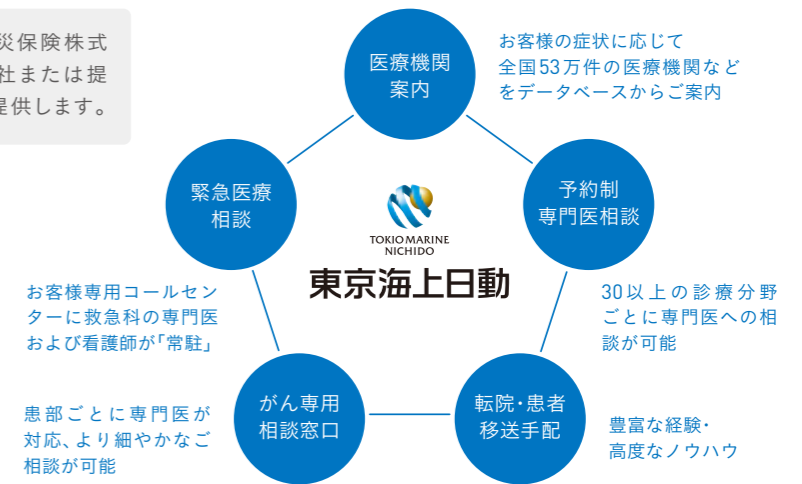 災保険株式
社または提
提供します。
医療機関
案内
お客様の症状に応じて
全国53万件の医療機関など
をデータベースからご案内
緊急医療
相談
予約制
専門医相談
TOKIO MARINE
NICHIDO
東京海上日動
お客様専用コールセン
ターに救急科の専門医
および看護師が「常駐」
30以上の診療分野
ごとに専門医への相
談が可能
がん専用
相談窓口
転院・患者
移送手配
患部ごとに専門医が
対応、より細やかなご
相談が可能
豊富な経験・
高度なノウハウ